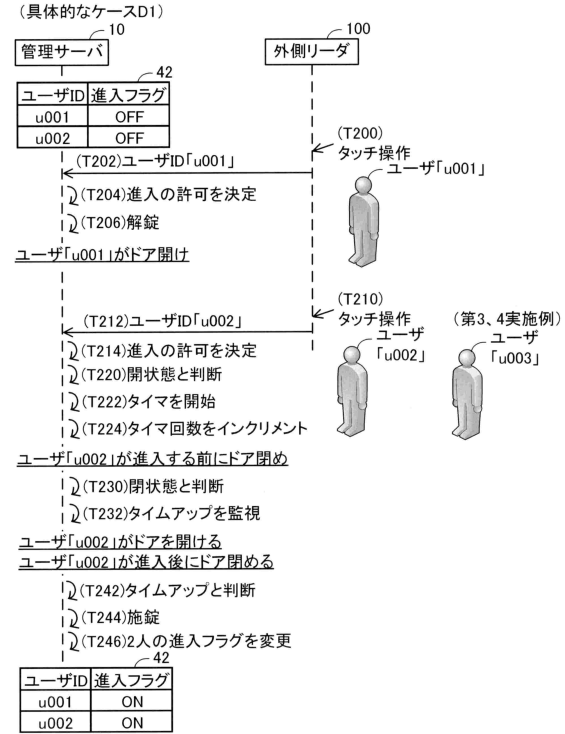 (具体的なケースD1)
10
管理サーバ
100
外側リーダ
42
ユーザID 進入フラグ
u001 OFF
u002 OFF
(T200)
タッチ操作
ユーザ「u001」
(T202)ユーザID「u001」
(T204)進入の許可を決定
(T206)解錠
ユーザ「u001」がドア開け
(T210)
タッチ操作
(第3、4実施例)
ユーザ
「u002」
ユーザ
「u003」
(T212)ユーザID「u002」
(T214)進入の許可を決定
(T220)開状態と判断
(T222)タイマを開始
(T224)タイマ回数をインクリメント
ユーザ「u002」が進入する前にドア閉め
(T230)閉状態と判断
(T232)タイムアップを監視
ユーザ「u002」がドアを開ける
ユーザ「u002」が進入後にドア閉める
(T242)タイムアップと判断
(T244)施錠
(T246)2人の進入フラグを変更
42
ユーザID 進入フラグ
u001 ON
u002 ON